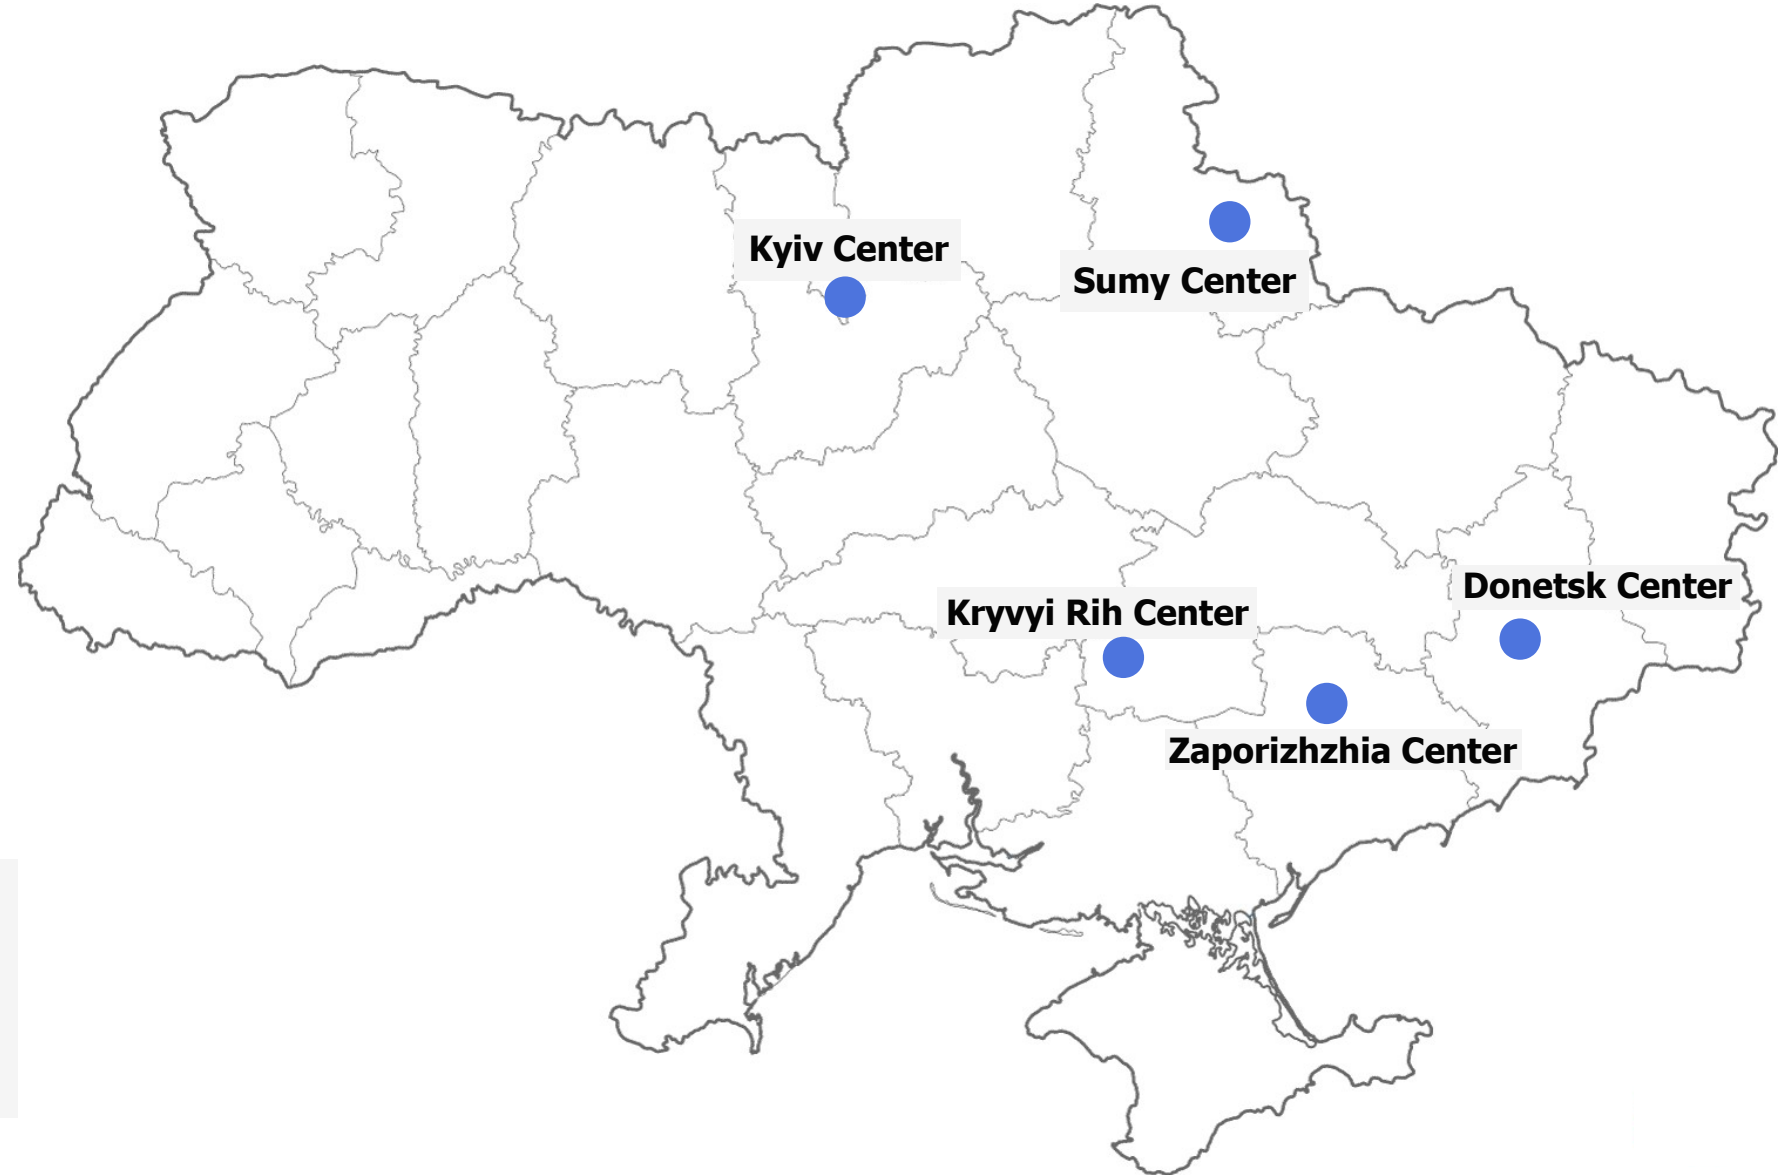 Kyiv Center
Sumy Center
Donetsk Center
Kryvyi Rih Center
Zaporizhzhia Center